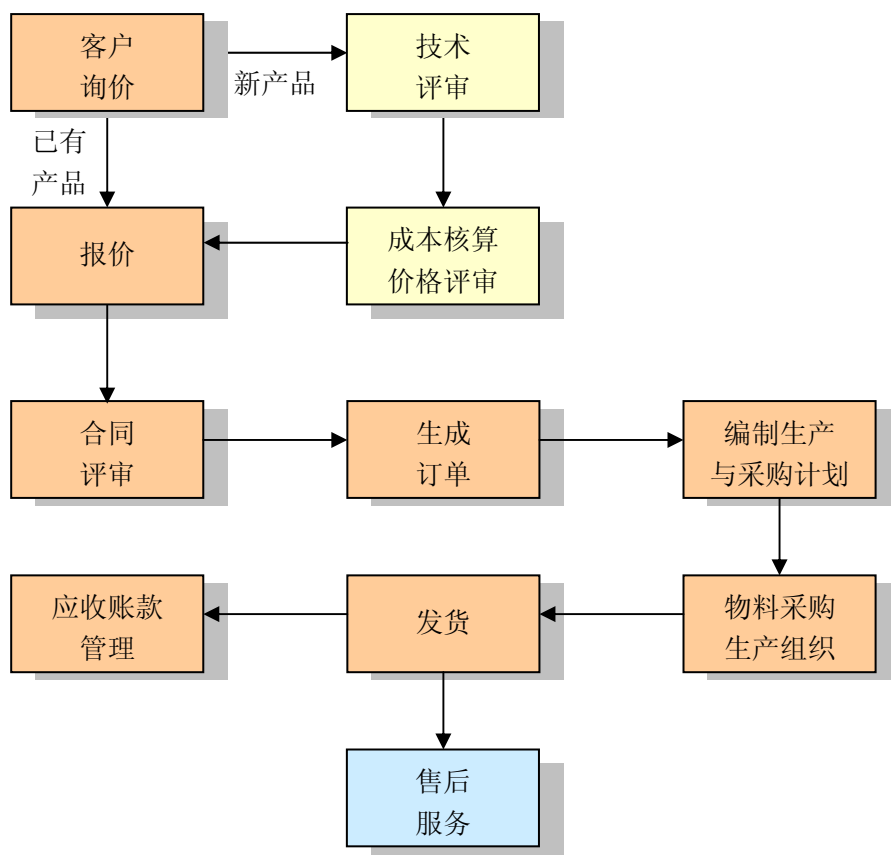 客户
询价
新产品
技术
评审
已有
产品
报价
成本核算
价格评审
合同
评审
生成
订单
编制生产
与采购计划
应收账款
管理
发货
物料采购
生产组织
售后
服务